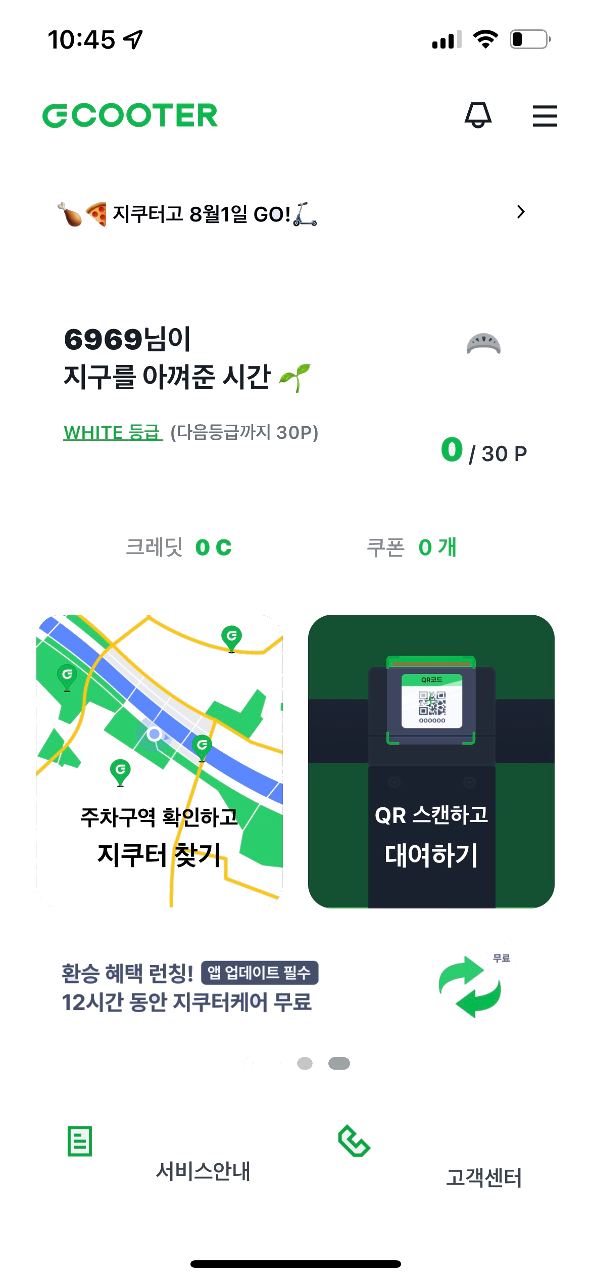 10:45
GCOOTER
지쿠터고 8월1일 GO!
6969님이
지구를 아껴준 시간
WHITE 등급 (다음등급까지 30P)
0 / 30 P
크레딧 0 C
쿠폰 0 개
주차구역 확인하고
지쿠터 찾기
QR코드
OOOOOO
QR 스캔하고
대여하기
환승 혜택 런칭! 앱 업데이트 필수
12시간 동안 지쿠터케어 무료
무료
서비스안내
고객센터